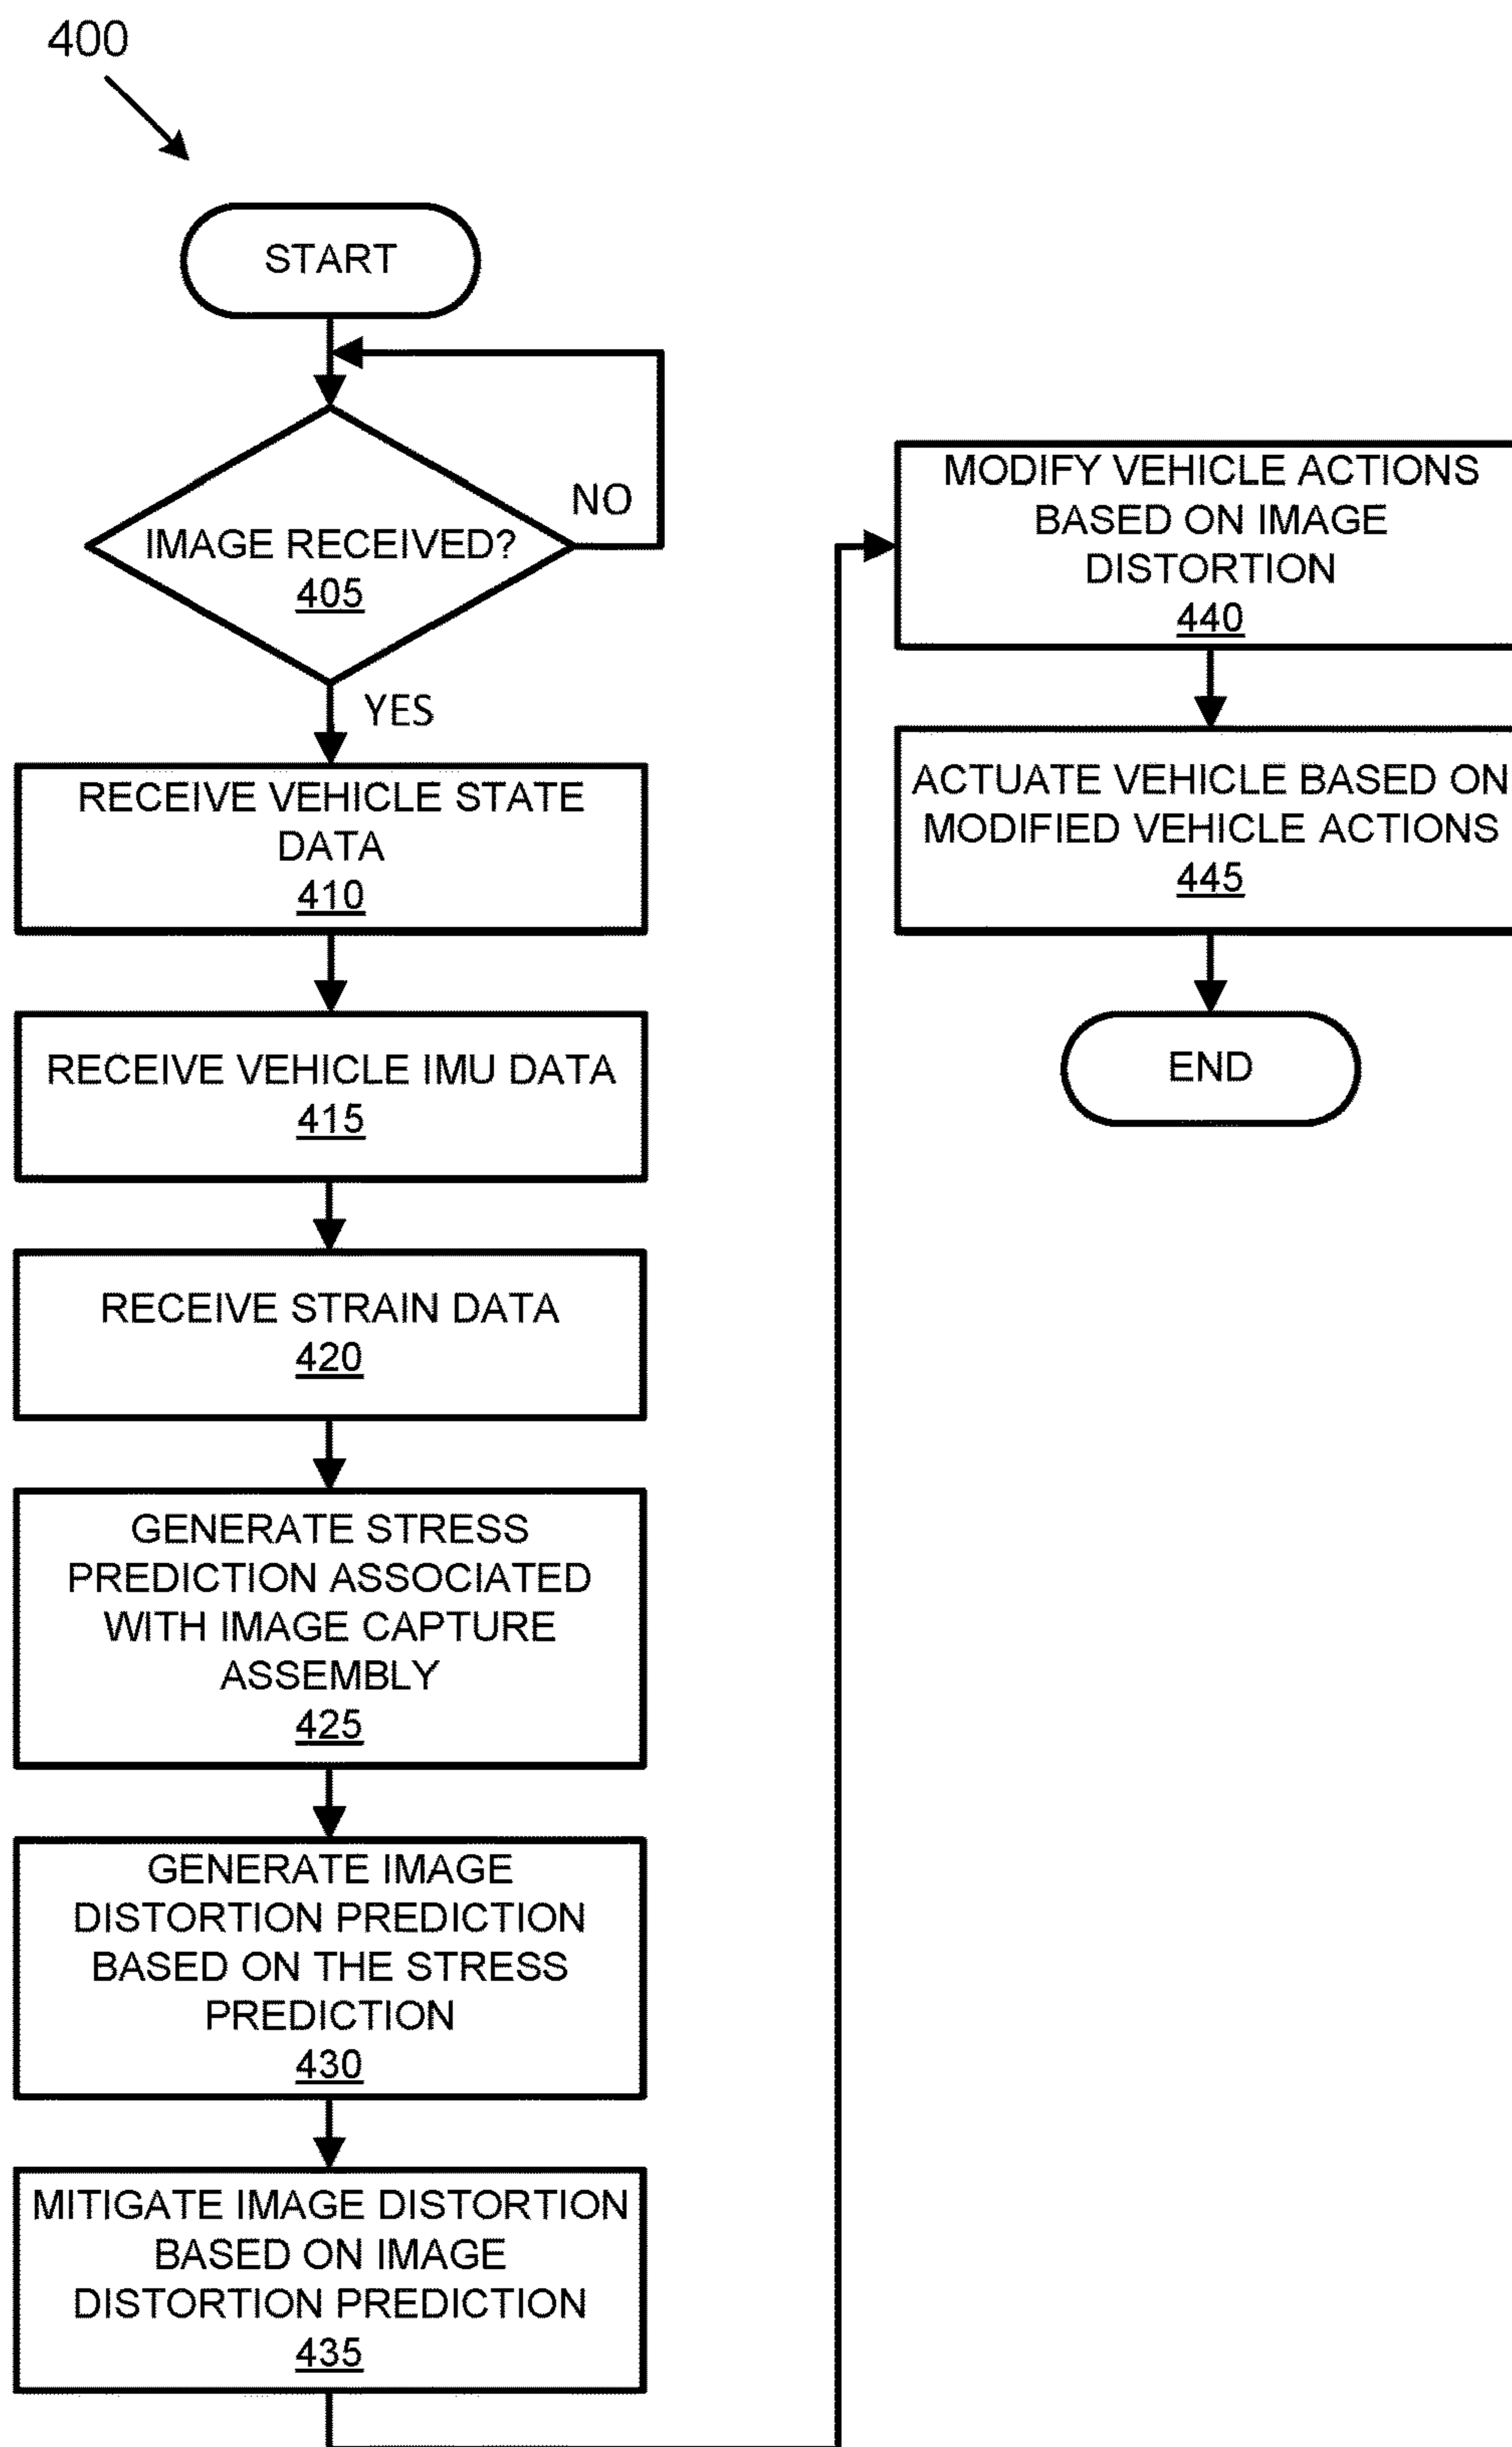 400
START
IMAGE RECEIVED?
405
NO
YES
RECEIVE VEHICLE STATE
DATA
410
RECEIVE VEHICLE IMU DATA
415
RECEIVE STRAIN DATA
420
GENERATE STRESS
PREDICTION ASSOCIATED
WITH IMAGE CAPTURE
ASSEMBLY
425
GENERATE IMAGE
DISTORTION PREDICTION
BASED ON THE STRESS
PREDICTION
430
MITIGATE IMAGE DISTORTION
BASED ON IMAGE
DISTORTION PREDICTION
435
MODIFY VEHICLE ACTIONS
BASED ON IMAGE
DISTORTION
440
ACTUATE VEHICLE BASED ON
MODIFIED VEHICLE ACTIONS
445
END